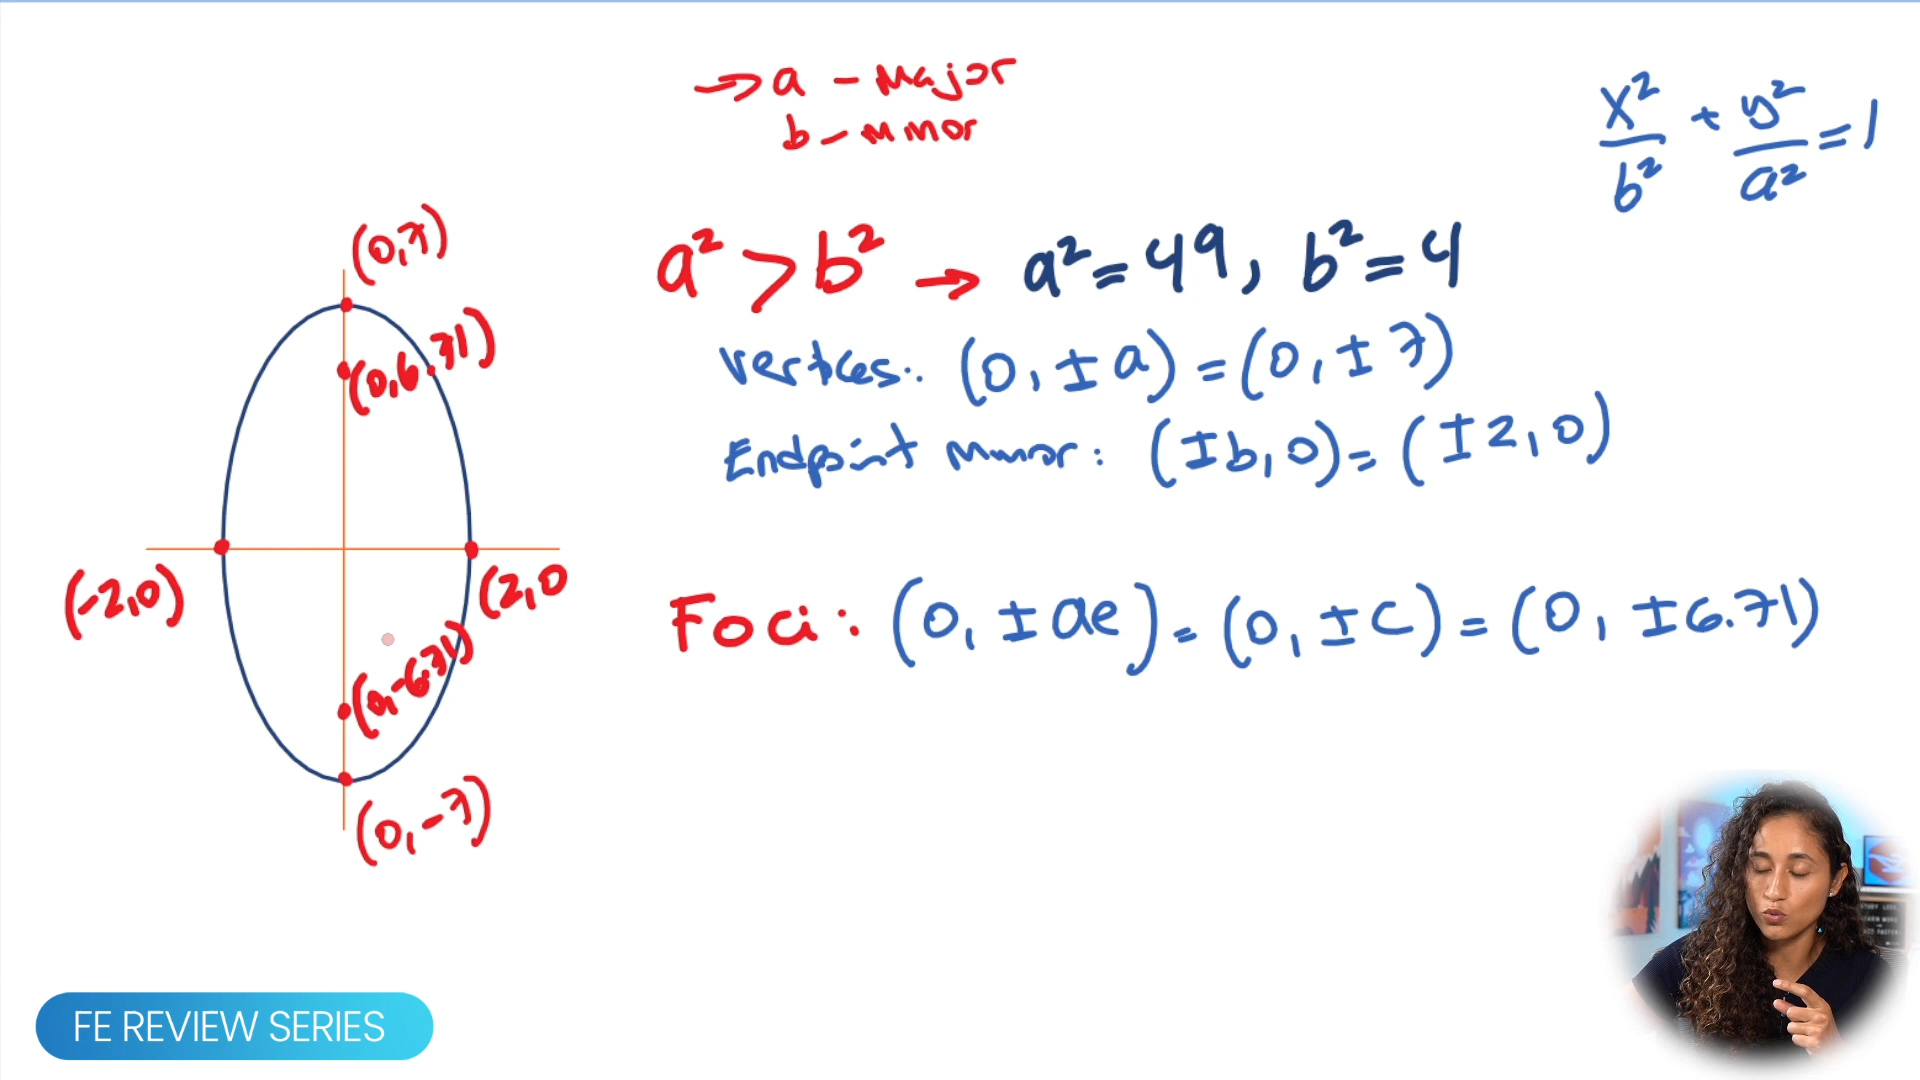 → a - Major
b - Minor
x²/b² + y²/a² = 1
a² > b² → a² = 49, b² = 4
Vertices: (0, ±a) = (0, ±7)
Endpoint Minor: (±b, 0) = (±2, 0)
Foci: (0, ±ae) = (0, ±c) = (0, ±6.71)
(0,7)
(0,6.71)
(-2,0)
(2,0
(0,-6.71)
(0,-7)
FE REVIEW SERIES